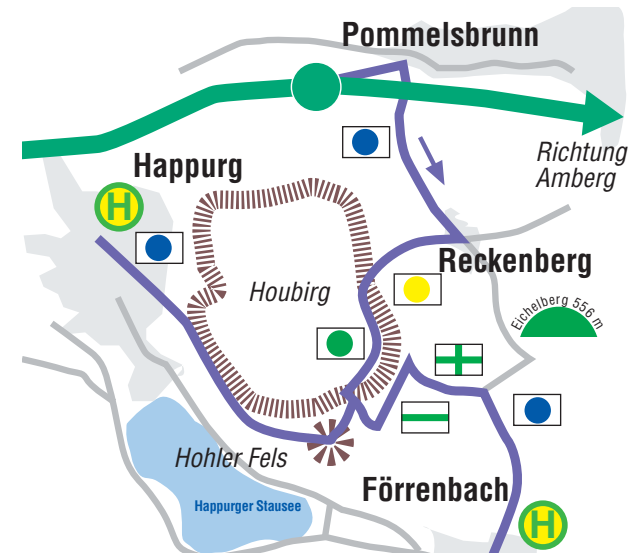 Pommelsbrunn
Richtung
Amberg
Happurg
H
Reckenberg
Houbirg
Eichelberg 556 m
Hohler Fels
Förrenbach
Happurger Stausee
H